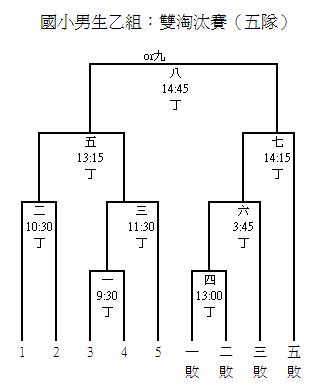 國小男生乙組：雙淘汰賽（五隊）
or九
八
14:45
丁
五
13:15
丁
七
14:15
丁
二
10:30
丁
三
11:30
丁
六
3:45
丁
一
9:30
丁
四
13:00
丁
1 2 3 4 5 一敗 二敗 三敗 五敗